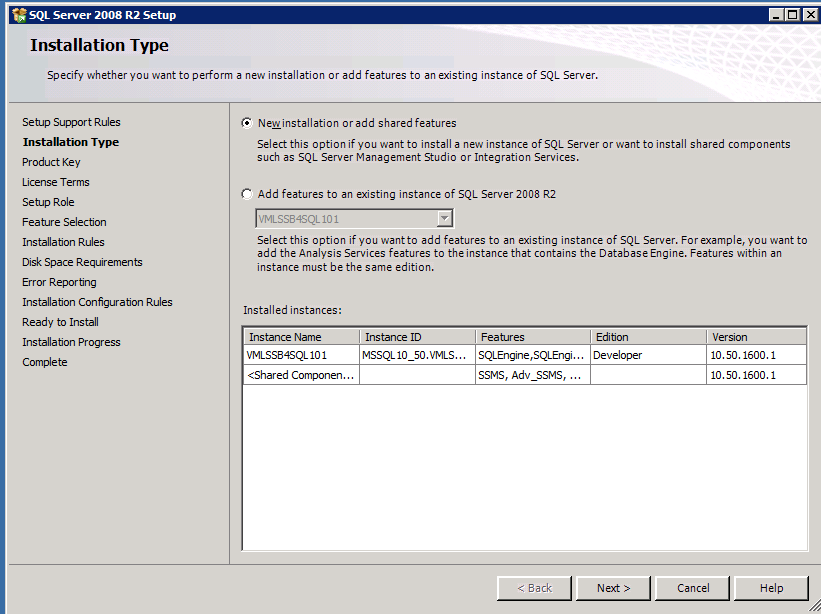 SQL Server 2008 R2 Setup
Installation Type
Specify whether you want to perform a new installation or add features to an existing instance of SQL Server.
Setup Support Rules
Installation Type
Product Key
License Terms
Setup Role
Feature Selection
Installation Rules
Disk Space Requirements
Error Reporting
Installation Configuration Rules
Ready to Install
Installation Progress
Complete
New installation or add shared features
Select this option if you want to install a new instance of SQL Server or want to install shared components
such as SQL Server Management Studio or Integration Services.
Add features to an existing instance of SQL Server 2008 R2
VMLSSB4SQL101
Select this option if you want to add features to an existing instance of SQL Server. For example, you want to
add the Analysis Services features to the instance that contains the Database Engine. Features within an
instance must be the same edition.
Installed instances:
Instance Name Instance ID Features Edition Version
VMLSSB4SQL101 MSSQL10_50.VMLS... SQLEngine,SQLEngi... Developer 10.50.1600.1
<Shared Componen... SSMS, Adv_SSMS, ... 10.50.1600.1
< Back Next > Cancel Help